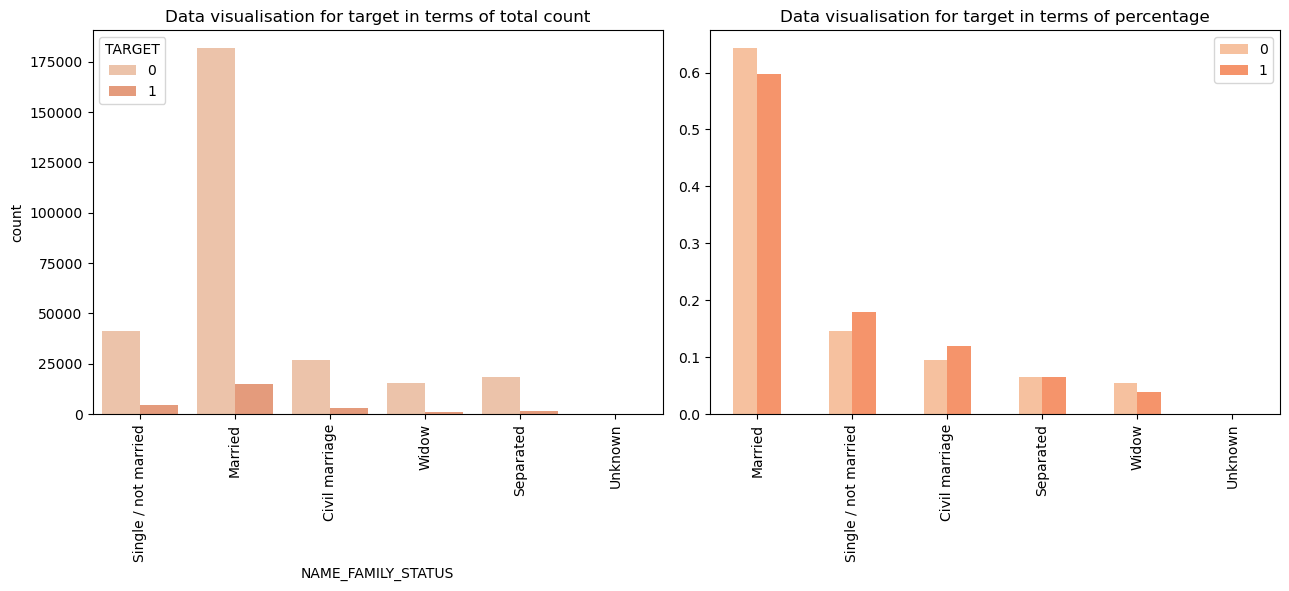 Data visualisation for target in terms of total count
TARGET
0
1
175000
150000
125000
100000
75000
50000
25000
0
count
Single / not married
Married
Civil marriage
Widow
Separated
Unknown
NAME_FAMILY_STATUS
Data visualisation for target in terms of percentage
0
1
0.6
0.5
0.4
0.3
0.2
0.1
0.0
Married
Single / not married
Civil marriage
Separated
Widow
Unknown